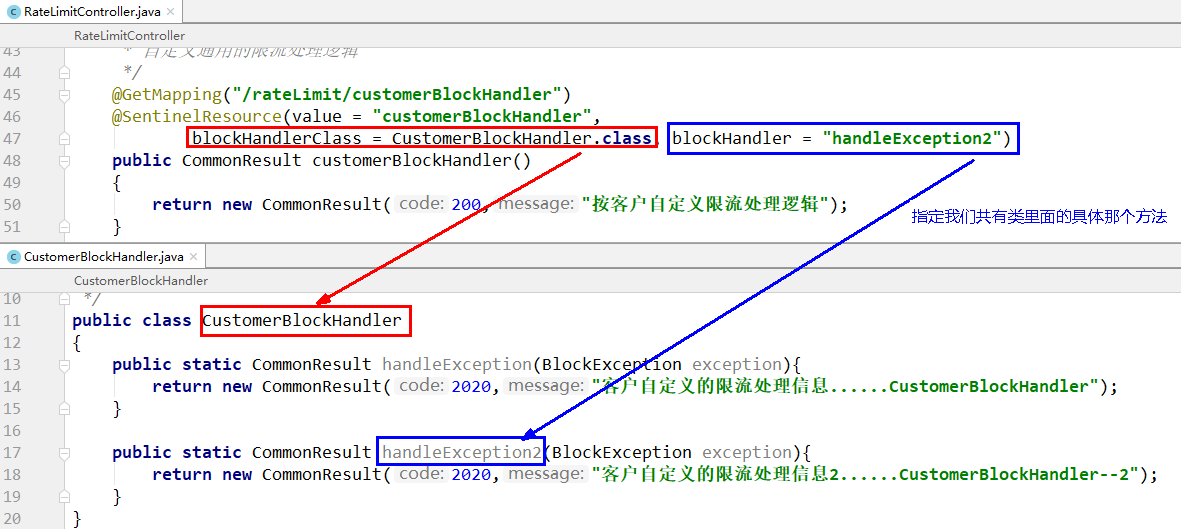 RateLimitController.java
RateLimitController
43 * 自定义通用的限流处理逻辑
44 */
45 @GetMapping("/rateLimit/customerBlockHandler")
46 @SentinelResource(value = "customerBlockHandler",
47 blockHandlerClass = CustomerBlockHandler.class, blockHandler = "handleException2")
48 public CommonResult customerBlockHandler()
49 {
50 return new CommonResult( code: 200, message: "按客户自定义限流处理逻辑");
指定我们共有类里面的具体那个方法
51 }
CustomerBlockHandler.java
CustomerBlockHandler
10 */
11 public class CustomerBlockHandler
12 {
13 public static CommonResult handleException(BlockException exception){
14 return new CommonResult( code: 2020, message: "客户自定义的限流处理信息......CustomerBlockHandler");
15 }
16
17 public static CommonResult handleException2(BlockException exception){
18 return new CommonResult( code: 2020, message: "客户自定义的限流处理信息2......CustomerBlockHandler--2");
19 }
20 }